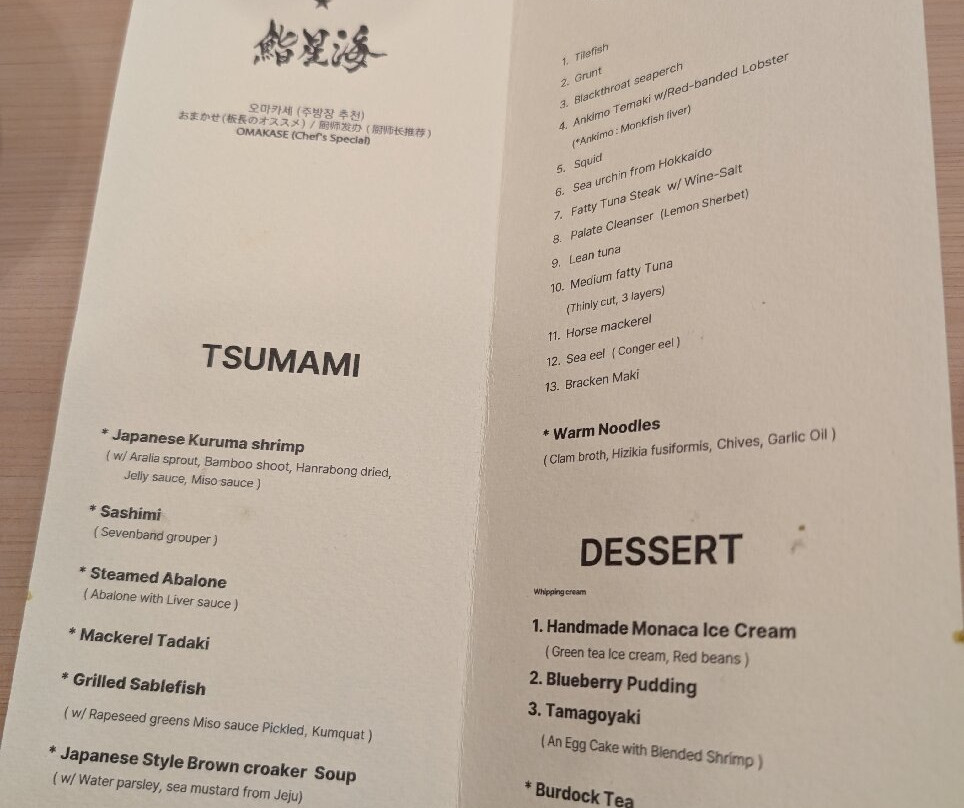 鮨星海
오마카세 (주방장 추천)
おまかせ(板長のオススメ) / 厨师发办 ( 厨师长推荐 )
OMAKASE (Chef's Special)
TSUMAMI
* Japanese Kuruma shrimp
( w/ Aralia sprout, Bamboo shoot, Hanrabong dried,
Jelly sauce, Miso sauce )
* Sashimi
( Sevenband grouper )
* Steamed Abalone
( Abalone with Liver sauce )
* Mackerel Tadaki
* Grilled Sablefish
( w/ Rapeseed greens Miso sauce Pickled, Kumquat )
* Japanese Style Brown croaker Soup
( w/ Water parsley, sea mustard from Jeju)
1. Tilefish
2. Grunt
3. Blackthroat seaperch
4. Ankimo Temaki w/Red-banded Lobster
(*Ankimo : Monkfish liver)
5. Squid
6. Sea urchin from Hokkaido
7. Fatty Tuna Steak w/ Wine-Salt
8. Palate Cleanser (Lemon Sherbet)
9. Lean tuna
10. Medium fatty Tuna
(Thinly cut, 3 layers)
11. Horse mackerel
12. Sea eel ( Conger eel )
13. Bracken Maki
* Warm Noodles
( Clam broth, Hizikia fusiformis, Chives, Garlic Oil )
DESSERT
Whipping cream
1. Handmade Monaca Ice Cream
( Green tea Ice cream, Red beans )
2. Blueberry Pudding
3. Tamagoyaki
( An Egg Cake with Blended Shrimp )
* Burdock Tea